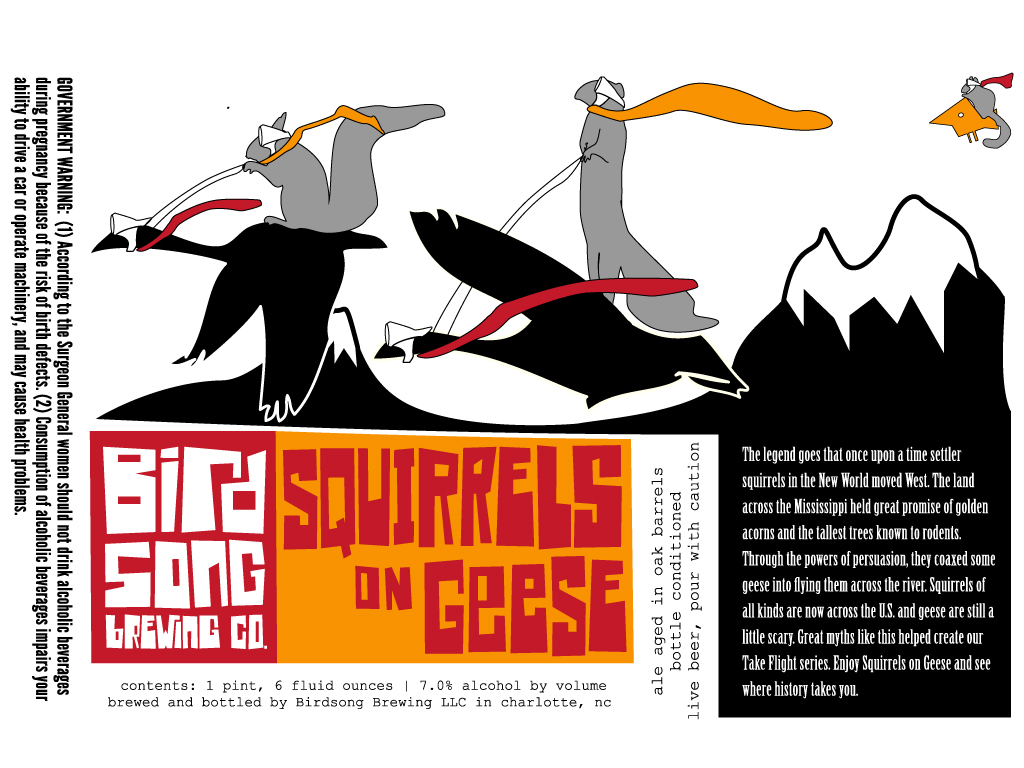 GOVERNMENT WARNING: (1) According to the Surgeon General women should not drink alcoholic beverages
during pregnancy because of the risk of birth defects. (2) Consumption of alcoholic beverages impairs your
ability to drive a car or operate machinery, and may cause health problems.
Bird
Song
BREWING CO.
SQUIRRELS
ON GEESE
contents: 1 pint, 6 fluid ounces | 7.0% alcohol by volume
brewed and bottled by Birdsong Brewing LLC in charlotte, nc
ale aged in oak barrels
bottle conditioned
live beer, pour with caution
The legend goes that once upon a time settler
squirrels in the New World moved West. The land
across the Mississippi held great promise of golden
acorns and the tallest trees known to rodents.
Through the powers of persuasion, they coaxed some
geese into flying them across the river. Squirrels of
all kinds are now across the U.S. and geese are still a
little scary. Great myths like this helped create our
Take Flight series. Enjoy Squirrels on Geese and see
where history takes you.